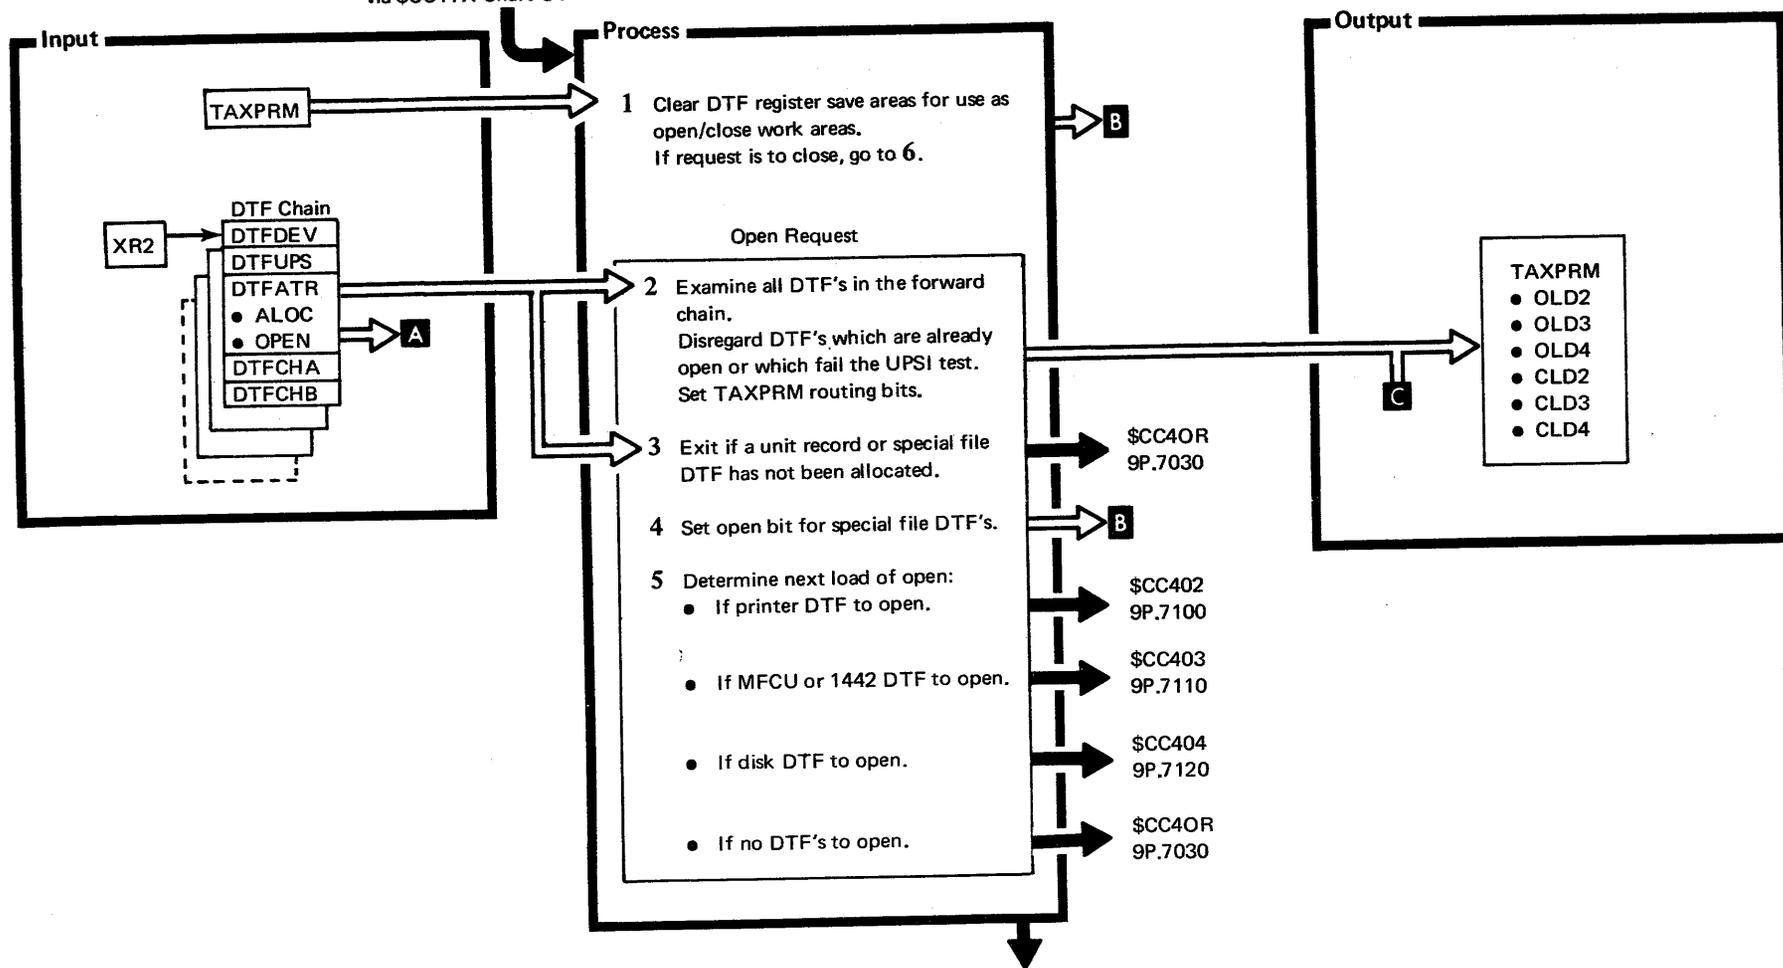 Input
TAXPRM
DTF Chain
XR2
DTFDEV
DTFUPS
DTFATR
• ALOC
• OPEN
A
DTFCHA
DTFCHB
Process
1 Clear DTF register save areas for use as
open/close work areas.
If request is to close, go to 6.
B
Open Request
2 Examine all DTF's in the forward
chain.
Disregard DTF's which are already
open or which fail the UPSI test.
Set TAXPRM routing bits.
3 Exit if a unit record or special file
DTF has not been allocated.
$CC4OR
9P.7030
4 Set open bit for special file DTF's.
B
5 Determine next load of open:
• If printer DTF to open.
$CC402
9P.7100
• If MFCU or 1442 DTF to open.
$CC403
9P.7110
• If disk DTF to open.
$CC404
9P.7120
• If no DTF's to open.
$CC4OR
9P.7030
Output
C
TAXPRM
• OLD2
• OLD3
• OLD4
• CLD2
• CLD3
• CLD4